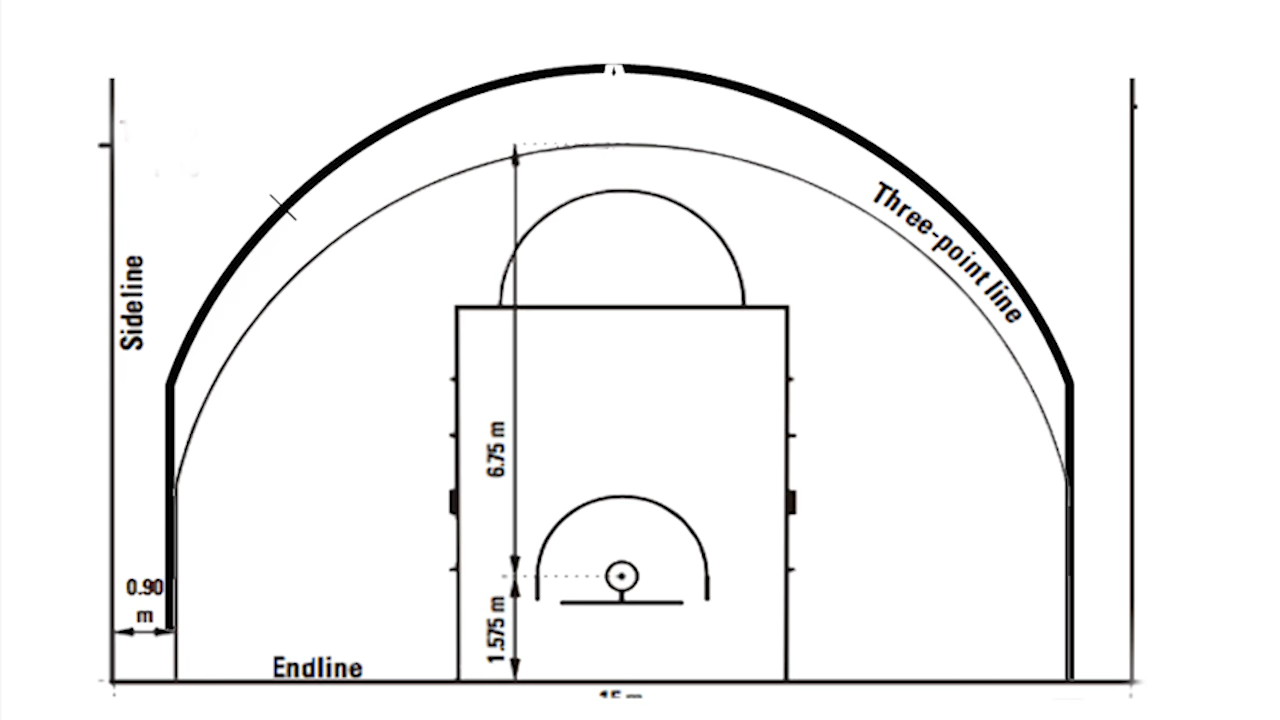 Three-point line
Sideline
6.75 m
0.90
m
1.575 m
Endline